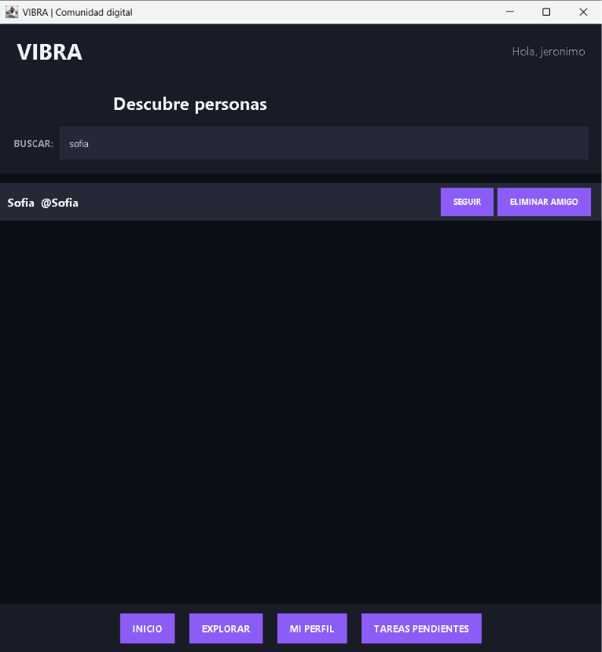 VIBRA | Comunidad digital
VIBRA
Hola, jeronimo
Descubre personas
BUSCAR:
sofia
Sofia @Sofia
SEGUIR
ELIMINAR AMIGO
INICIO
EXPLORAR
MI PERFIL
TAREAS PENDIENTES